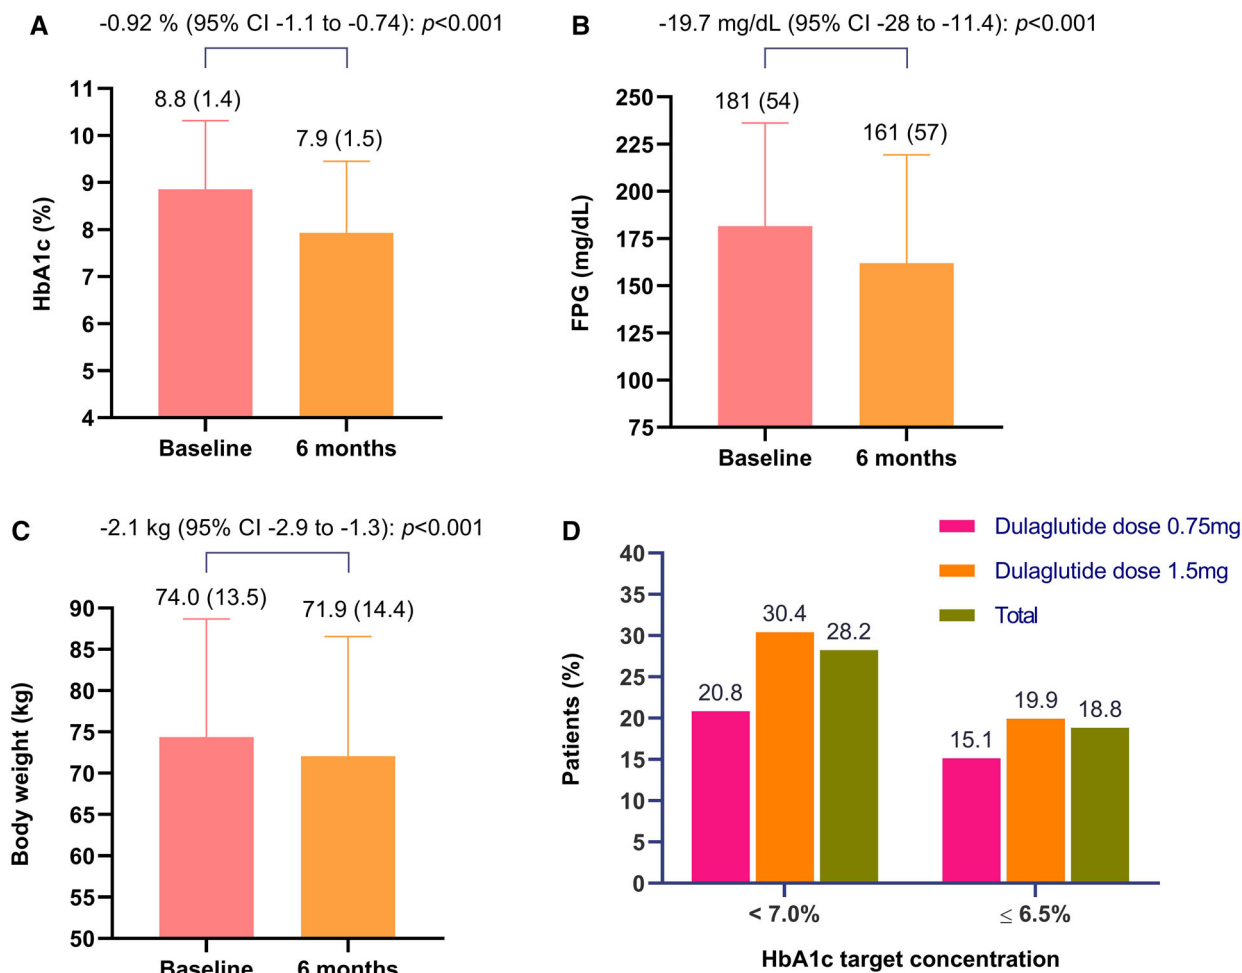 A
-0.92 % (95% CI -1.1 to -0.74): p<0.001
8.8 (1.4)
7.9 (1.5)
HbA1c (%)
11
10
9
8
7
6
5
4
Baseline
6 months
B
-19.7 mg/dL (95% CI -28 to -11.4): p<0.001
181 (54)
161 (57)
FPG (mg/dL)
250
225
200
175
150
125
100
75
Baseline
6 months
C
-2.1 kg (95% CI -2.9 to -1.3): p<0.001
74.0 (13.5)
71.9 (14.4)
Body weight (kg)
90
85
80
75
70
65
60
55
50
Baseline
6 months
D
Dulaglutide dose 0.75mg
Dulaglutide dose 1.5mg
Total
Patients (%)
40
35
30
25
20
15
10
5
0
20.8
30.4
28.2
15.1
19.9
18.8
< 7.0%
≤ 6.5%
HbA1c target concentration